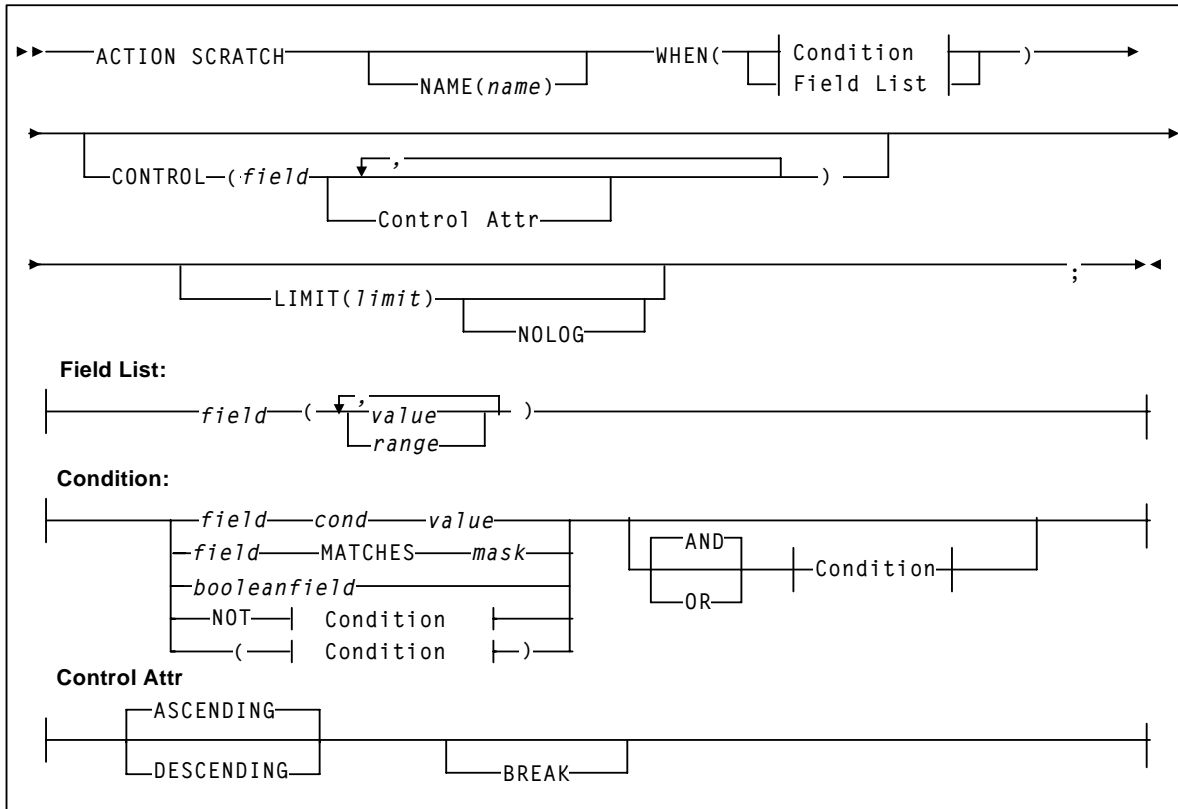 ACTION SCRATCH WHEN( Condition )
NAME(name) Field List
,
CONTROL (field )
Control Attr
;
LIMIT(limit)
NOLOG
Field List:
,
field ( value )
range
Condition:
field cond value
field MATCHES mask AND
booleanfield Condition
NOT Condition OR
( Condition )
Control Attr
ASCENDING
DESCENDING BREAK